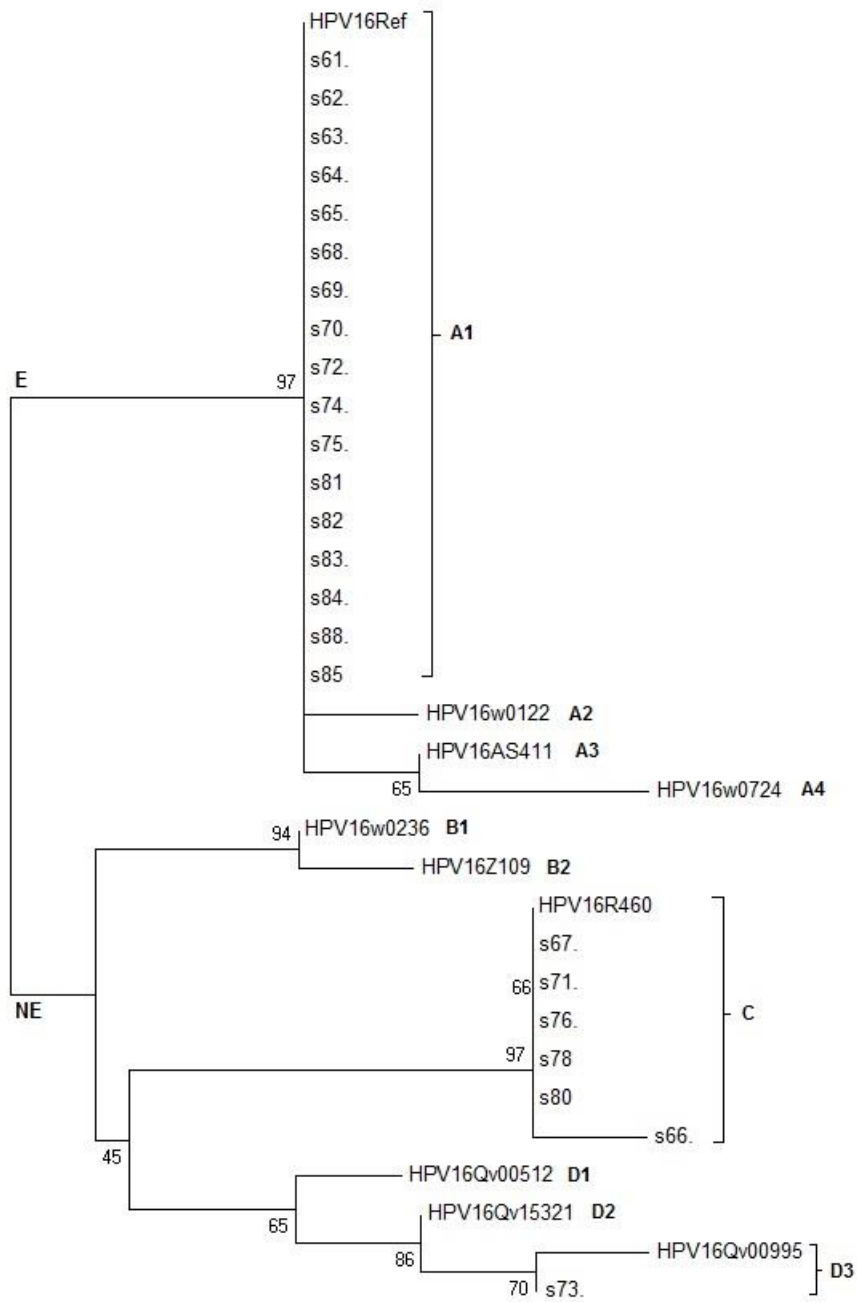 HPV16Ref
s61.
s62.
s63.
s64.
s65.
s68.
s69.
s70.
A1
s72.
E
97
s74.
s75.
s81
s82
s83.
s84.
s88.
s85
HPV16w0122 A2
HPV16AS411 A3
65
HPV16w0724 A4
94
HPV16w0236 B1
HPV16Z109 B2
HPV16R460
s67.
66
s71.
NE
s76.
C
97
s78
s80
s66.
45
HPV16Qv00512 D1
65
HPV16Qv15321 D2
86
HPV16Qv00995
D3
70
s73.